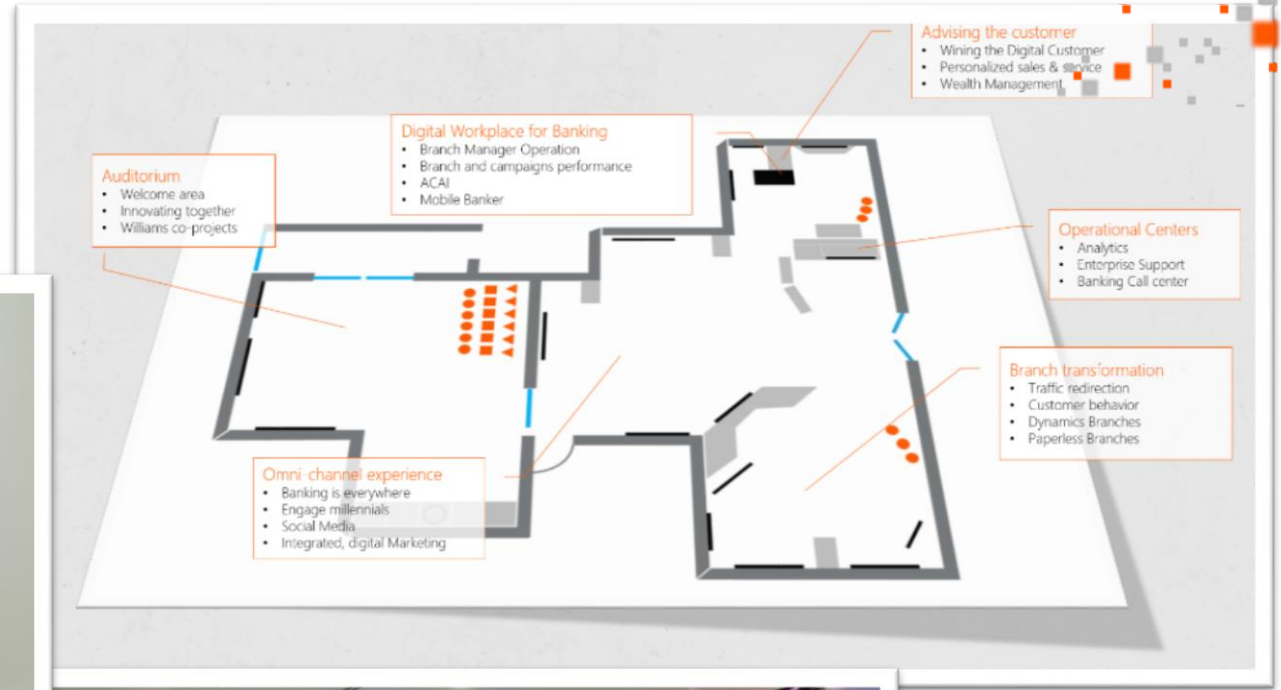 Advising the customer
• Wining the Digital Customer
• Personalized sales & service
• Wealth Management
Digital Workplace for Banking
• Branch Manager Operation
• Branch and campaigns performance
• ACAI
• Mobile Banker
Auditorium
• Welcome area
• Innovating together
• Williams co-projects
Operational Centers
• Analytics
• Enterprise Support
• Banking Call center
Branch transformation
• Traffic redirection
• Customer behavior
• Dynamics Branches
• Paperless Branches
Omni-channel experience
• Banking is everywhere
• Engage millennials
• Social Media
• Integrated, digital Marketing